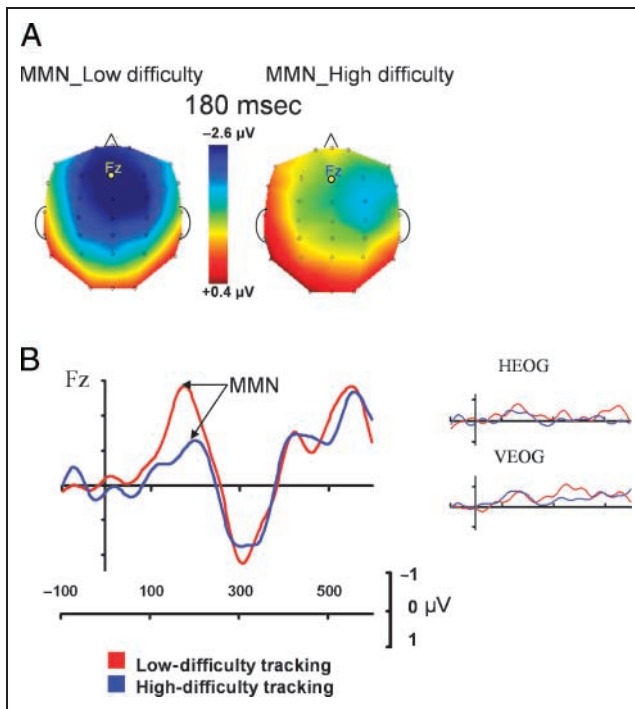 A
MMN_Low difficulty MMN_High difficulty
180 msec
−2.6 µV
Fz Fz
+0.4 µV
B
Fz MMN
HEOG
VEOG
−100 100 300 500
−1
0 µV
1
Low-difficulty tracking
High-difficulty tracking